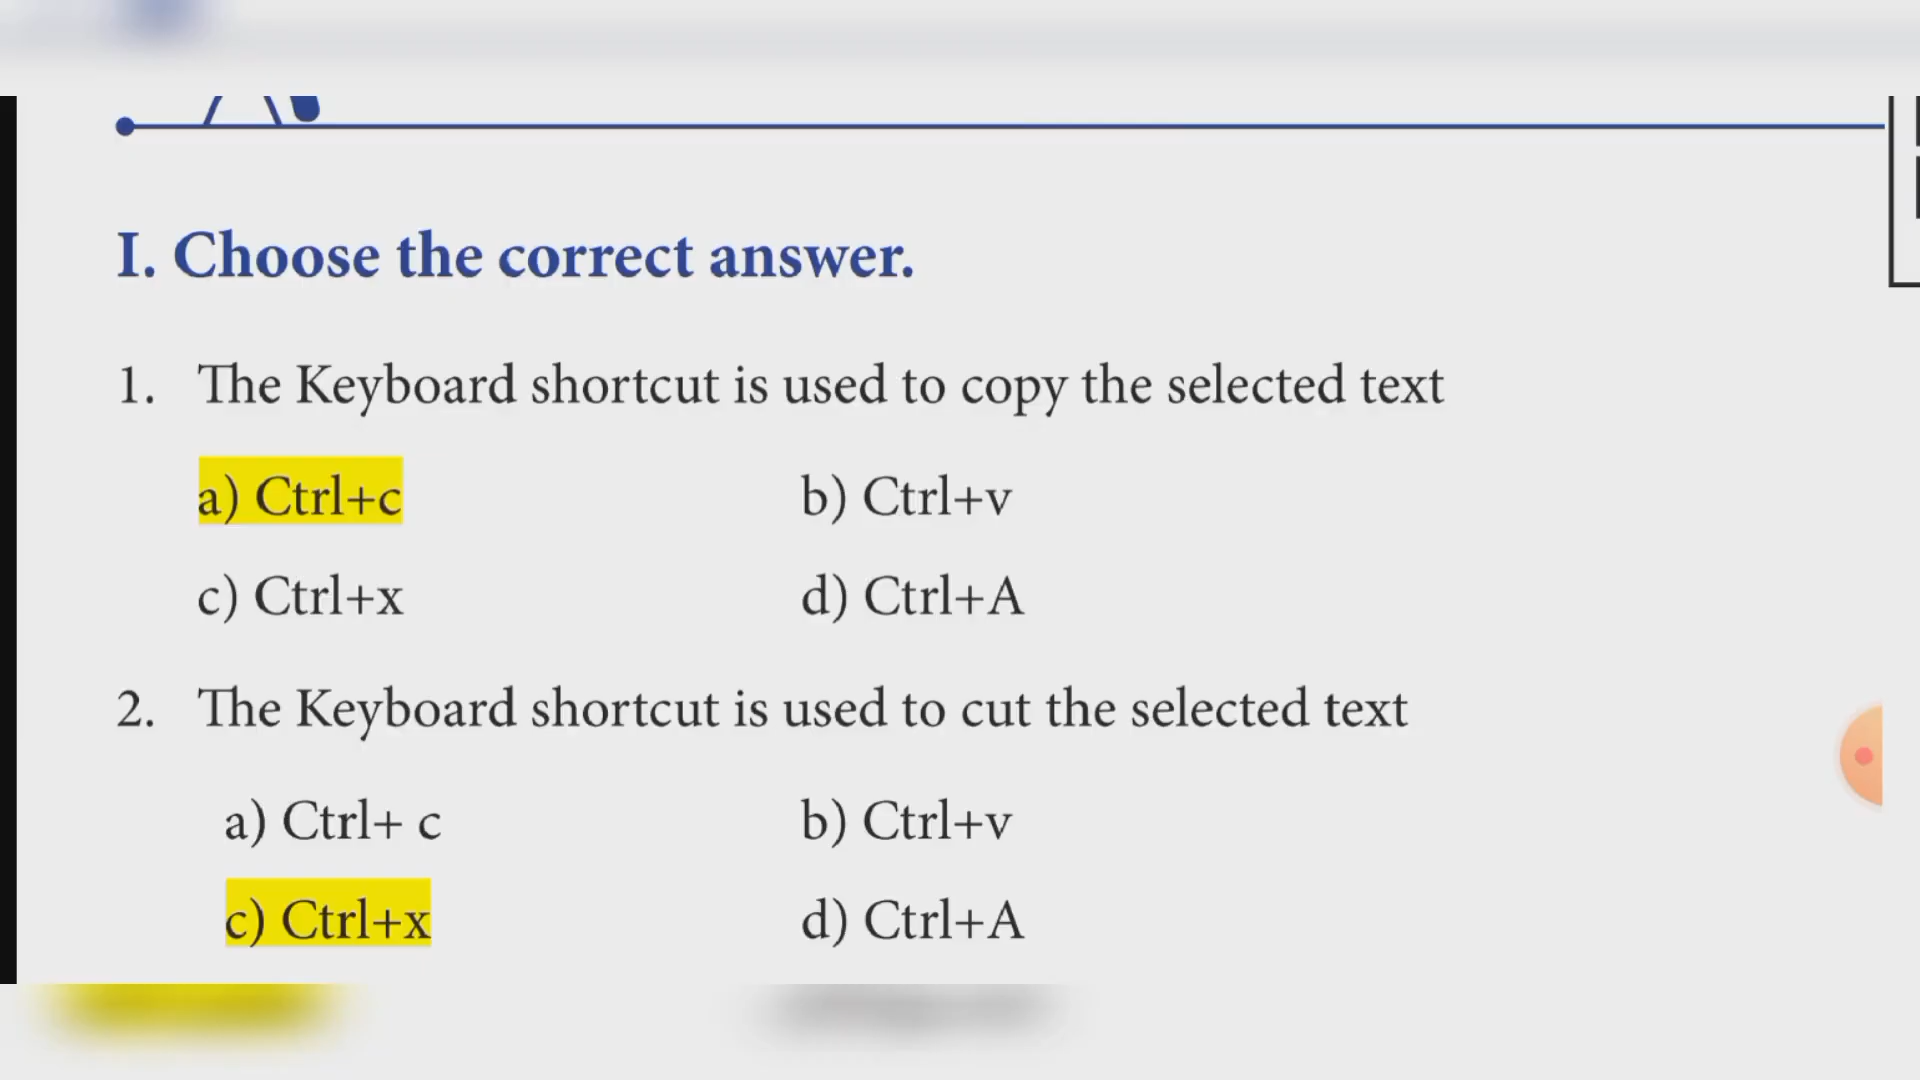 I. Choose the correct answer.
1. The Keyboard shortcut is used to copy the selected text
a) Ctrl+c b) Ctrl+v
c) Ctrl+x d) Ctrl+A
2. The Keyboard shortcut is used to cut the selected text
a) Ctrl+ c b) Ctrl+v
c) Ctrl+x d) Ctrl+A